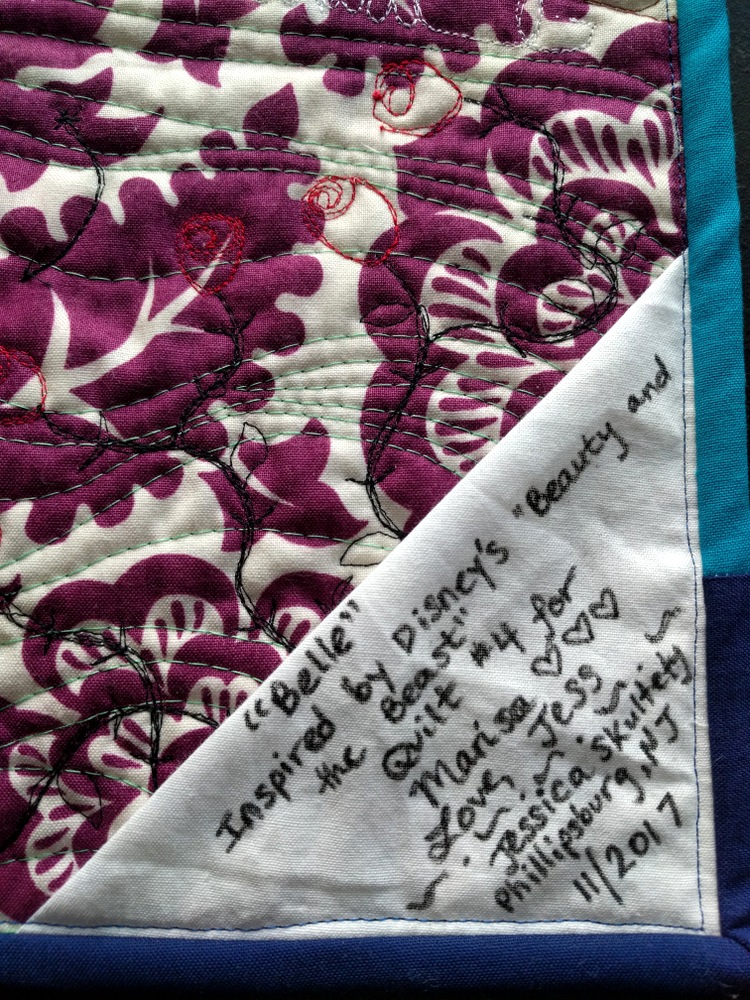 "Belle"
Inspired by Disney's "Beauty and
the Beast"
Quilt #4 for
Marisa ♡♡♡
Love, Jess
~ . ~ . ~ . ~ . ~
Jessica Skultety
Phillipsburg, NJ
11/2017